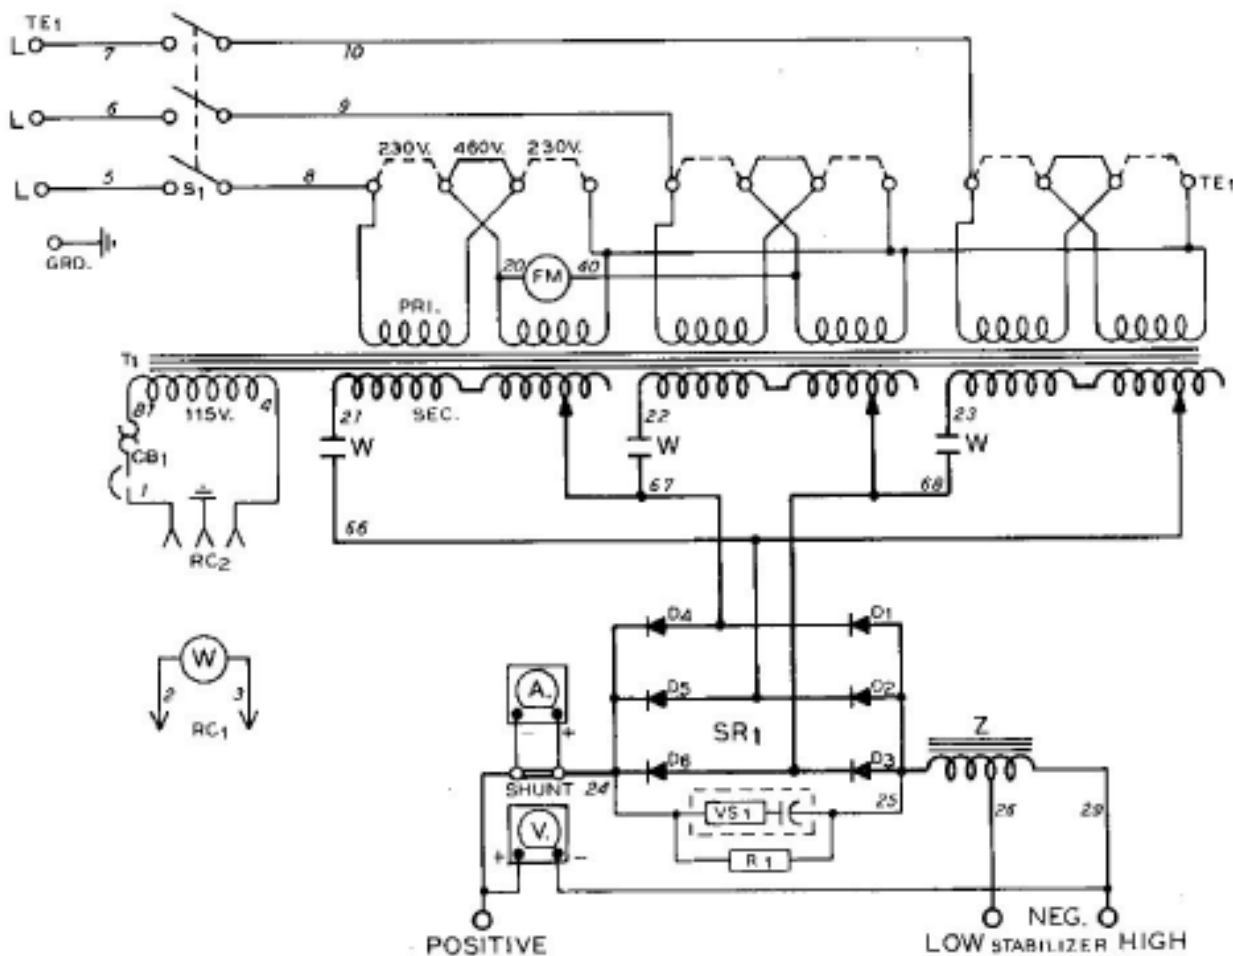 TE1
L 7 10
L 6 9
230V. 460V. 230V.
L 5 S1 8
TE1
GRD.
20 FM 40
PRI.
T1
81 115V. 4
21 SEC. 22 23
W W W
CB1
1
67 68
66
RC2
D4 D1
W
2 3
RC1
A.
- +
D5 D2
SR1
Z
D6 D3
SHUNT 24
VS1 25
26 29
V.
+ -
R1
POSITIVE
NEG.
LOW STABILIZER HIGH